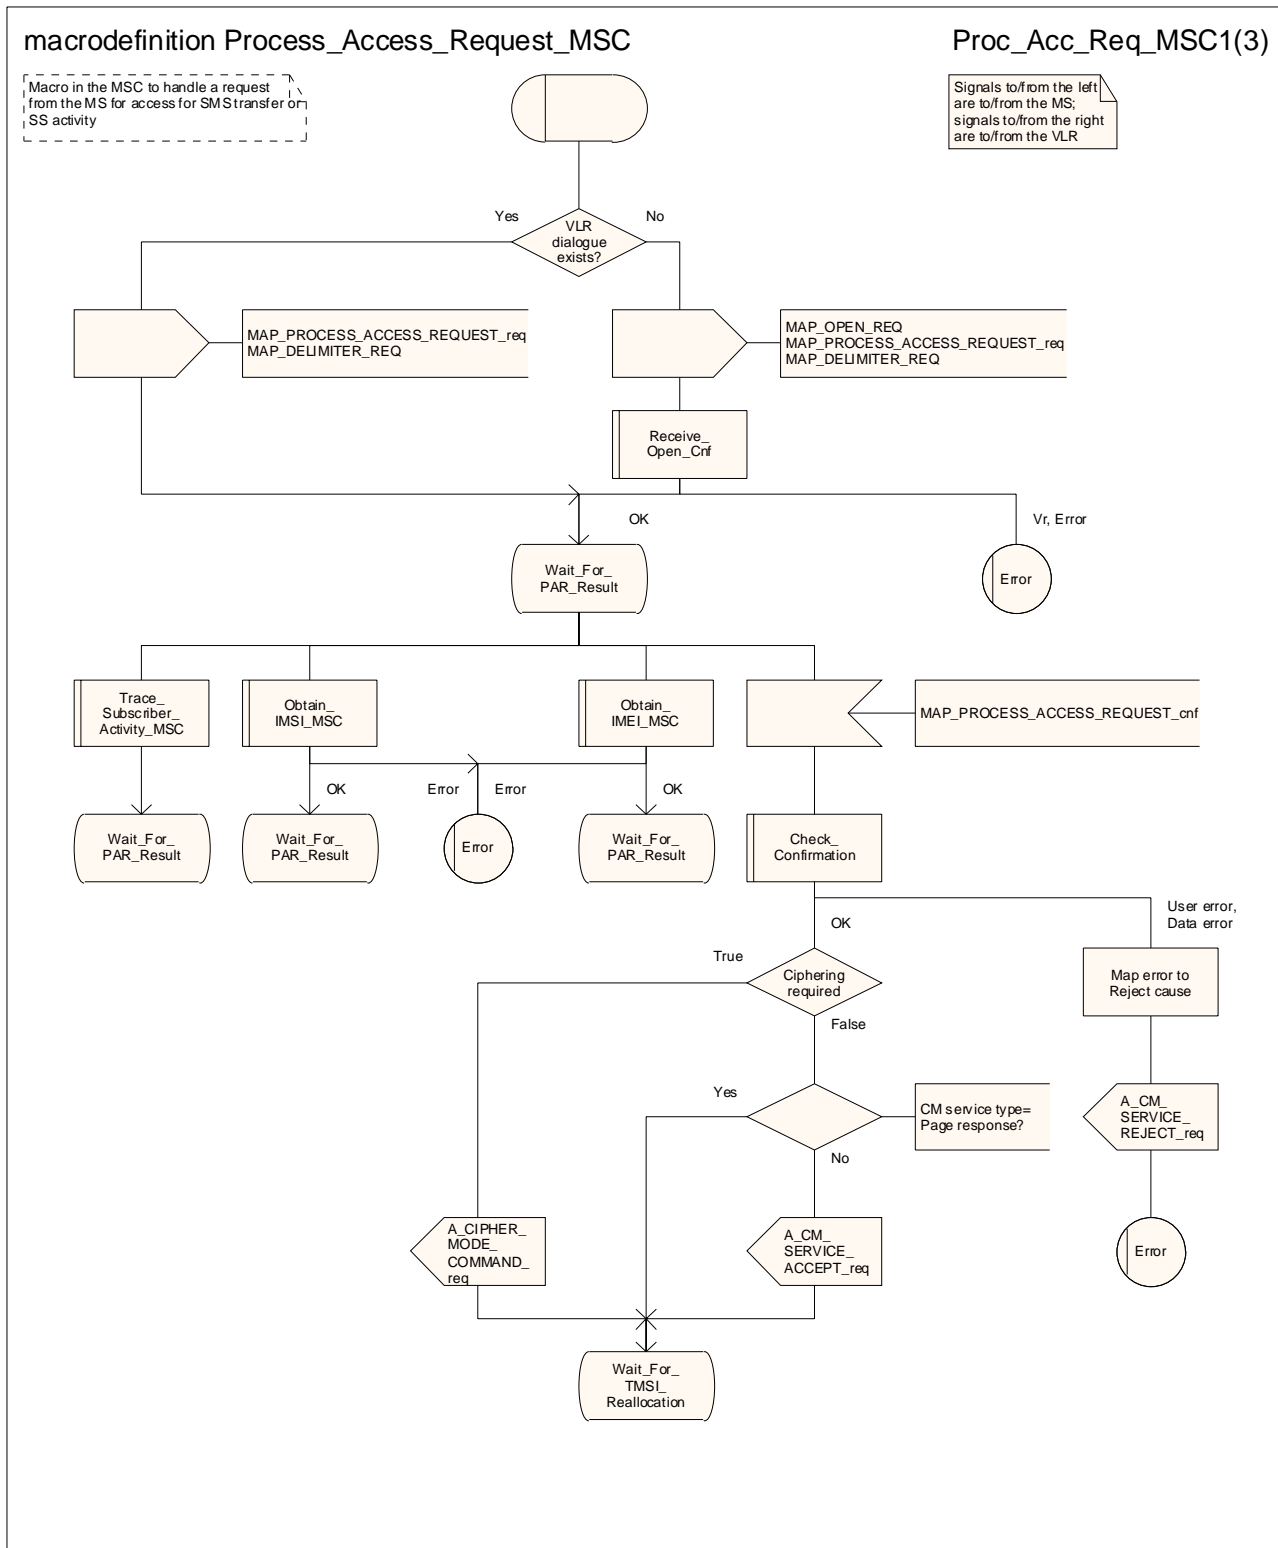 macrodefinition Process_Access_Request_MSC
Proc_Acc_Req_MSC1(3)
Macro in the MSC to handle a request
from the MS for access for SMS transfer or
SS activity
Signals to/from the left
are to/from the MS;
signals to/from the right
are to/from the VLR
Yes
No
VLR
dialogue
exists?
MAP_PROCESS_ACCESS_REQUEST_req
MAP_DELIMITER_REQ
MAP_OPEN_REQ
MAP_PROCESS_ACCESS_REQUEST_req
MAP_DELIMITER_REQ
Receive_
Open_Cnf
OK
Vr, Error
Wait_For_
PAR_Result
Error
Trace_
Subscriber_
Activity_MSC
Obtain_
IMSI_MSC
Obtain_
IMEI_MSC
MAP_PROCESS_ACCESS_REQUEST_cnf
OK
Error
Error
OK
Wait_For_
PAR_Result
Wait_For_
PAR_Result
Error
Wait_For_
PAR_Result
Check_
Confirmation
User error,
Data error
OK
True
Ciphering
required
Map error to
Reject cause
False
Yes
CM service type=
Page response?
A_CM_
SERVICE_
REJECT_req
No
A_CIPHER_
MODE_
COMMAND_
req
A_CM_
SERVICE_
ACCEPT_req
Error
Wait_For_
TMSI_
Reallocation